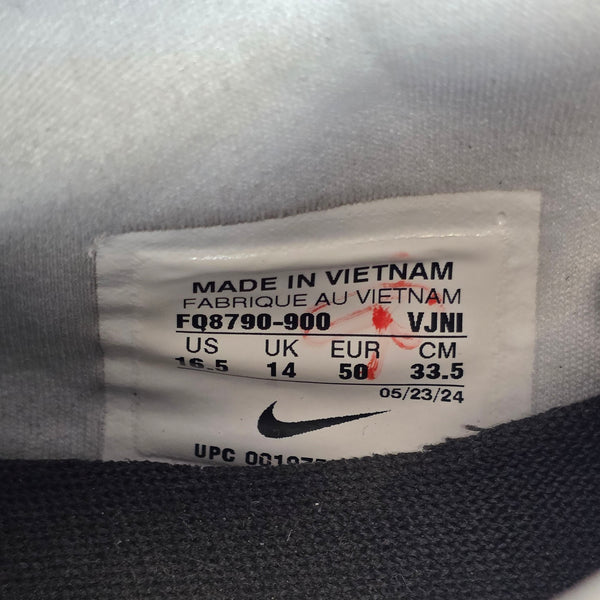 MADE IN VIETNAM
FABRIQUE AU VIETNAM
FQ8790-900 VJNI
US UK EUR CM
16.5 14 50 33.5
05/23/24
UPC